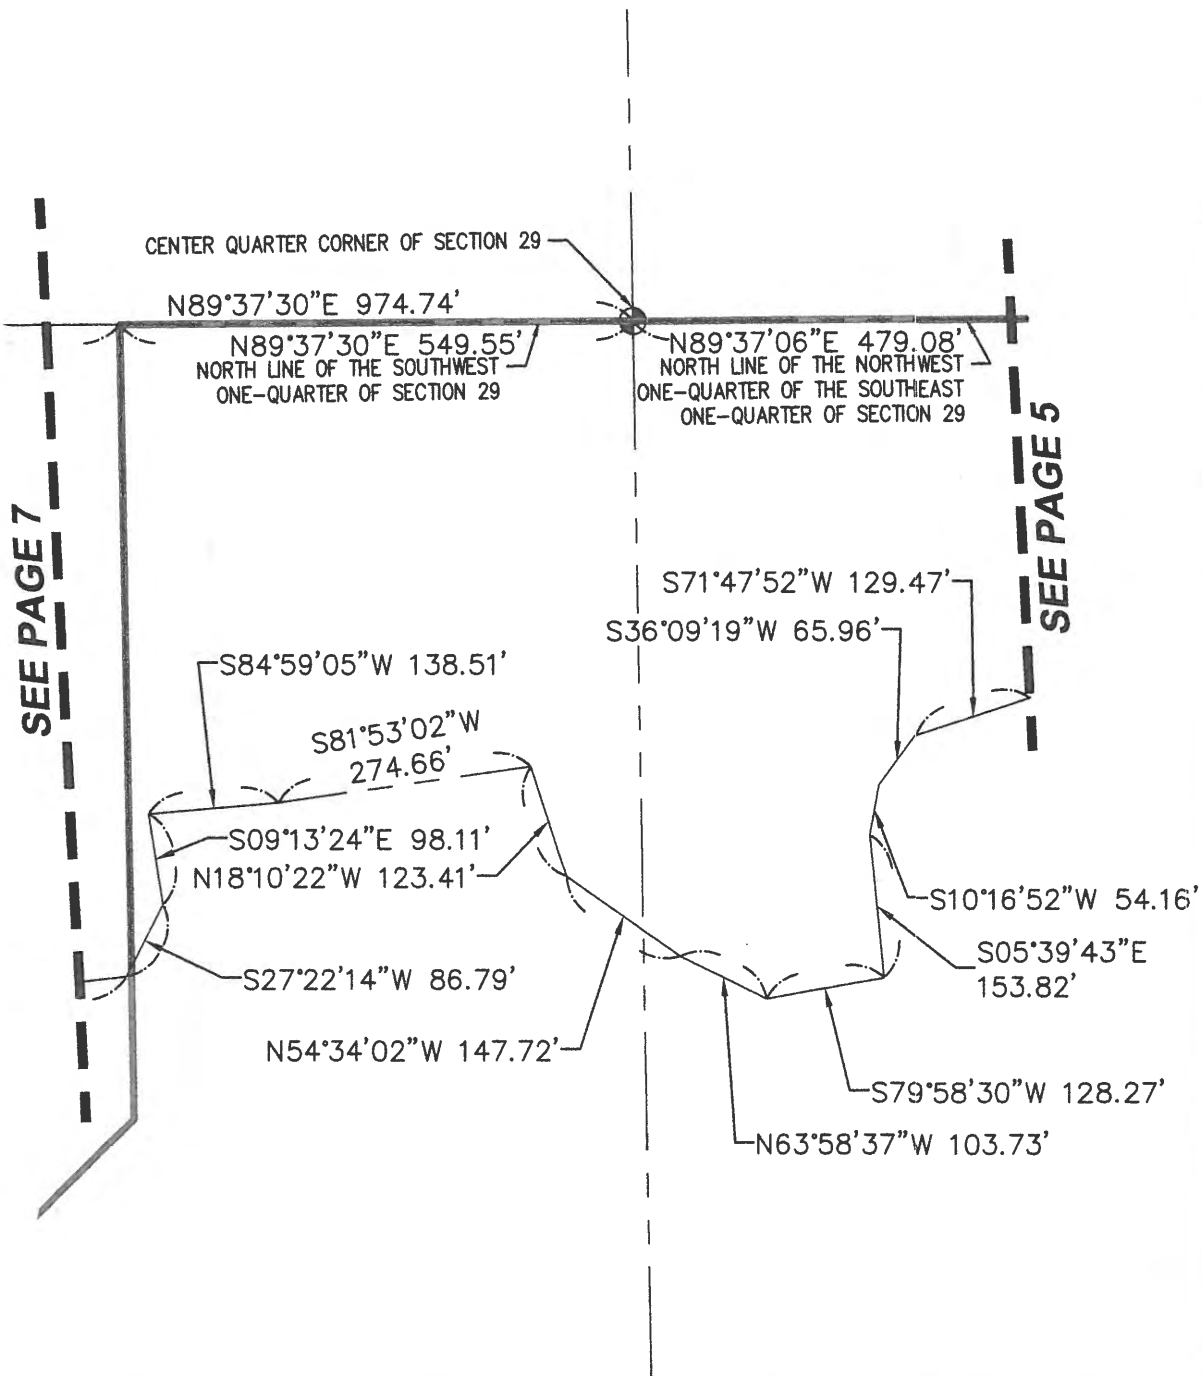 CENTER QUARTER CORNER OF SECTION 29
N89°37'30"E 974.74'
N89°37'30"E 549.55'
NORTH LINE OF THE SOUTHWEST
ONE-QUARTER OF SECTION 29
N89°37'06"E 479.08'
NORTH LINE OF THE NORTHWEST
ONE-QUARTER OF THE SOUTHEAST
ONE-QUARTER OF SECTION 29
SEE PAGE 7
SEE PAGE 5
S71°47'52"W 129.47'
S36°09'19"W 65.96'
S84°59'05"W 138.51'
S81°53'02"W
274.66'
S09°13'24"E 98.11'
N18°10'22"W 123.41'
S10°16'52"W 54.16'
S05°39'43"E
153.82'
S27°22'14"W 86.79'
N54°34'02"W 147.72'
S79°58'30"W 128.27'
N63°58'37"W 103.73'